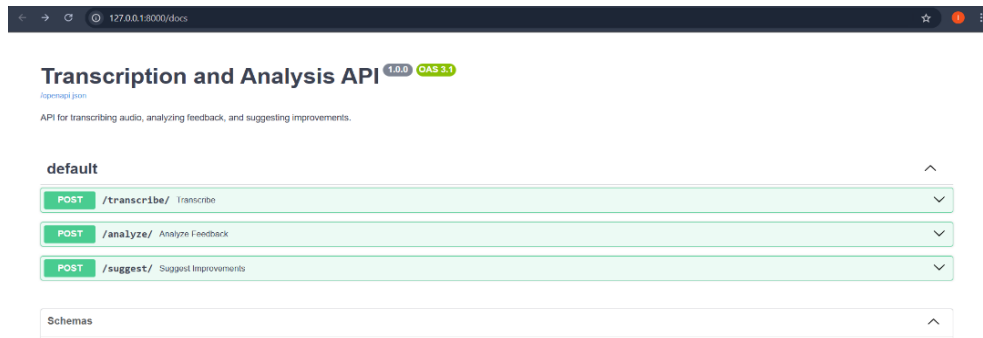 127.0.0.1:8000/docs
Transcription and Analysis API 1.0.0 OAS 3.1
/openapi.json
API for transcribing audio, analyzing feedback, and suggesting improvements.
default
POST /transcribe/ Transcribe
POST /analyze/ Analyze Feedback
POST /suggest/ Suggest Improvements
Schemas